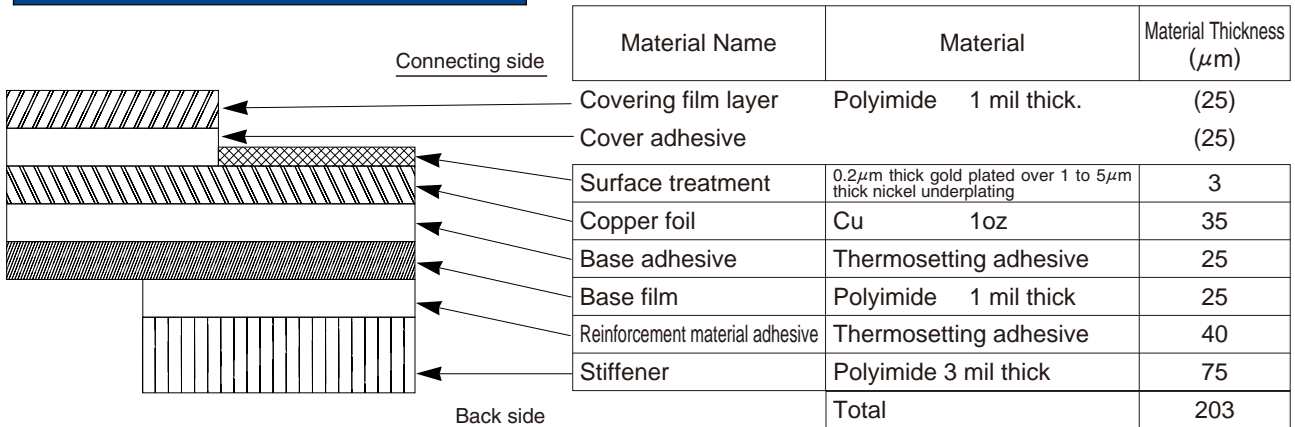 Connecting side
Material Name Material Material Thickness
(μm)
Covering film layer Polyimide 1 mil thick. (25)
Cover adhesive (25)
Surface treatment 0.2μm thick gold plated over 1 to 5μm
thick nickel underplating 3
Copper foil Cu 1oz 35
Base adhesive Thermosetting adhesive 25
Base film Polyimide 1 mil thick 25
Reinforcement material adhesive Thermosetting adhesive 40
Stiffener Polyimide 3 mil thick 75
Back side
Total 203